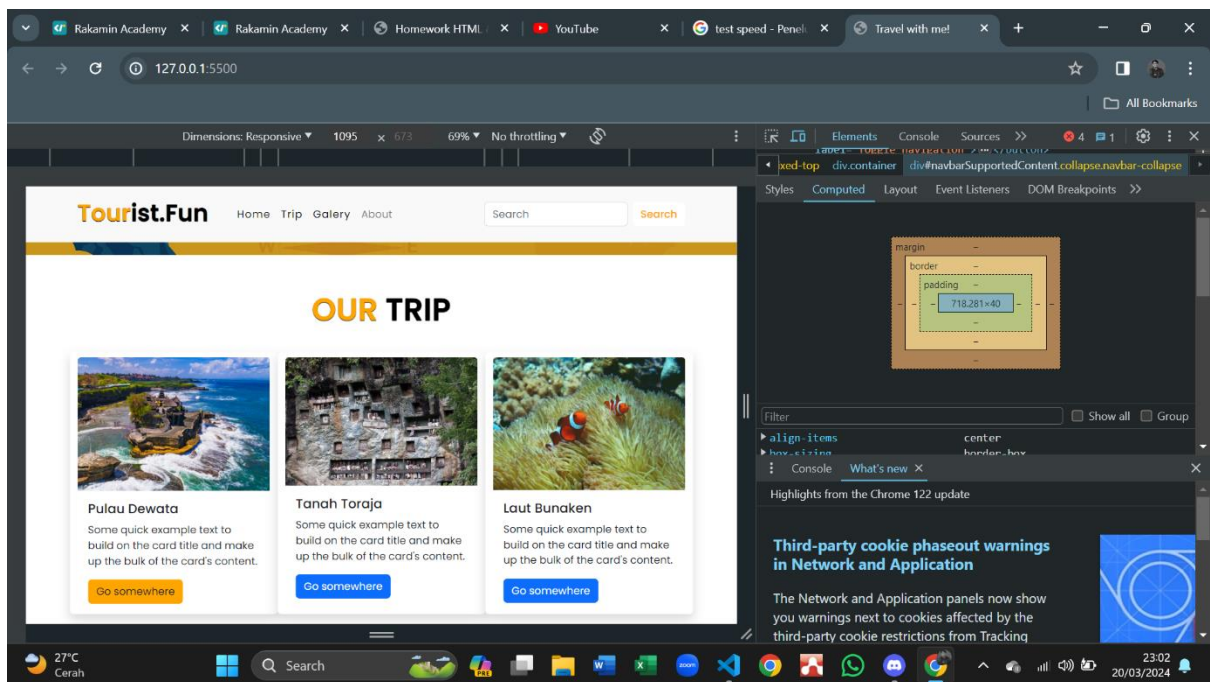 Rakamin Academy
Rakamin Academy
Homework HTML
YouTube
test speed - Penel
Travel with me!
127.0.0.1:5500
All Bookmarks
Dimensions: Responsive
1095 x 673
69%
No throttling
Elements
Console
Sources
4
1
xed-top
div.container
div#navbarSupportedContent.collapse.navbar-collapse
Styles
Computed
Layout
Event Listeners
DOM Breakpoints
Tourist.Fun
Home
Trip
Galery
About
Search
Search
margin
-
border
-
padding
-
- - - 718.281×40 - - -
-
-
-
OUR TRIP
Filter
Show all
Group
align-items
center
box-sizing
border-box
Console
What's new
Highlights from the Chrome 122 update
Third-party cookie phaseout warnings
in Network and Application
The Network and Application panels now show
you warnings next to cookies affected by the
third-party cookie restrictions from Tracking
Pulau Dewata
Some quick example text to
build on the card title and make
up the bulk of the card's content.
Go somewhere
Tanah Toraja
Some quick example text to
build on the card title and make
up the bulk of the card's content.
Go somewhere
Laut Bunaken
Some quick example text to
build on the card title and make
up the bulk of the card's content.
Go somewhere
27°C
Cerah
Search
PRE
zoom
23:02
20/03/2024